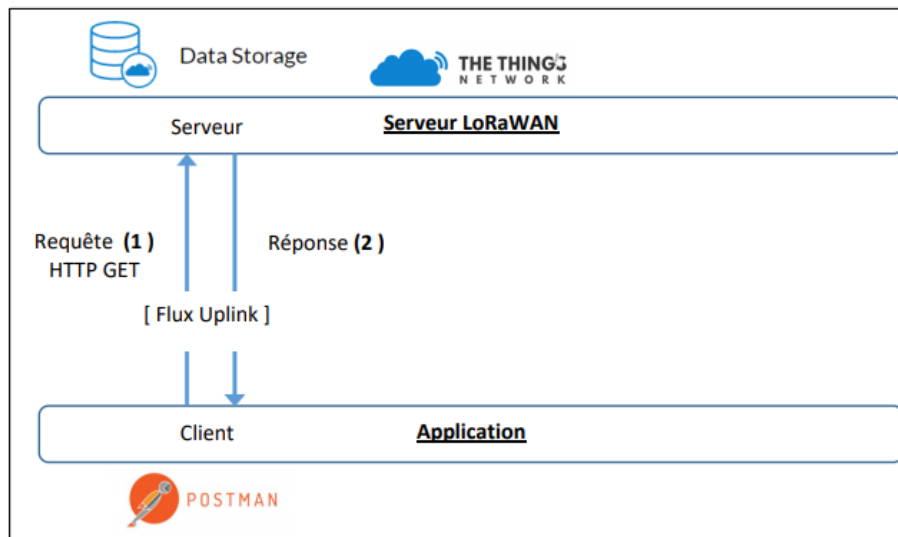 Data Storage
THE THINGS
NETWORK
Serveur
Serveur LoRaWAN
Requête (1 )
HTTP GET
Réponse (2 )
[ Flux Uplink ]
Client
Application
POSTMAN